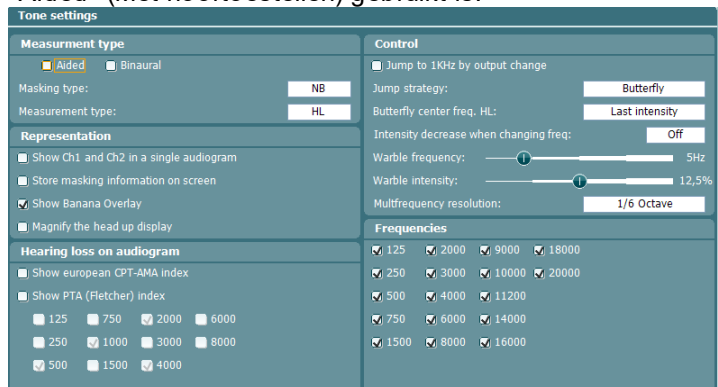 Tone settings
Measurment type
Aided Binaural
Masking type: NB
Measurement type: HL
Representation
Show Ch1 and Ch2 in a single audiogram
Store masking information on screen
Show Banana Overlay
Magnify the head up display
Hearing loss on audiogram
Show european CPT-AMA index
Show PTA (Fletcher) index
125 750 2000 6000
250 1000 3000 8000
500 1500 4000
Control
Jump to 1KHz by output change
Jump strategy: Butterfly
Butterfly center freq. HL: Last intensity
Intensity decrease when changing freq: Off
Warble frequency: 5Hz
Warble intensity: 12,5%
Multfrequency resolution: 1/6 Octave
Frequencies
125 2000 9000 18000
250 3000 10000 20000
500 4000 11200
750 6000 14000
1500 8000 16000